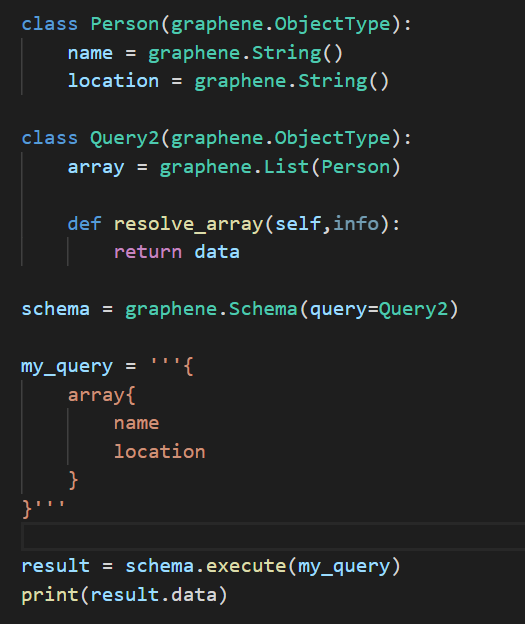 class Person(graphene.ObjectType):
    name = graphene.String()
    location = graphene.String()
class Query2(graphene.ObjectType):
    array = graphene.List(Person)
    def resolve_array(self,info):
        return data
schema = graphene.Schema(query=Query2)
my_query = '''{
    array{
        name
        location
    }
}'''
result = schema.execute(my_query)
print(result.data)